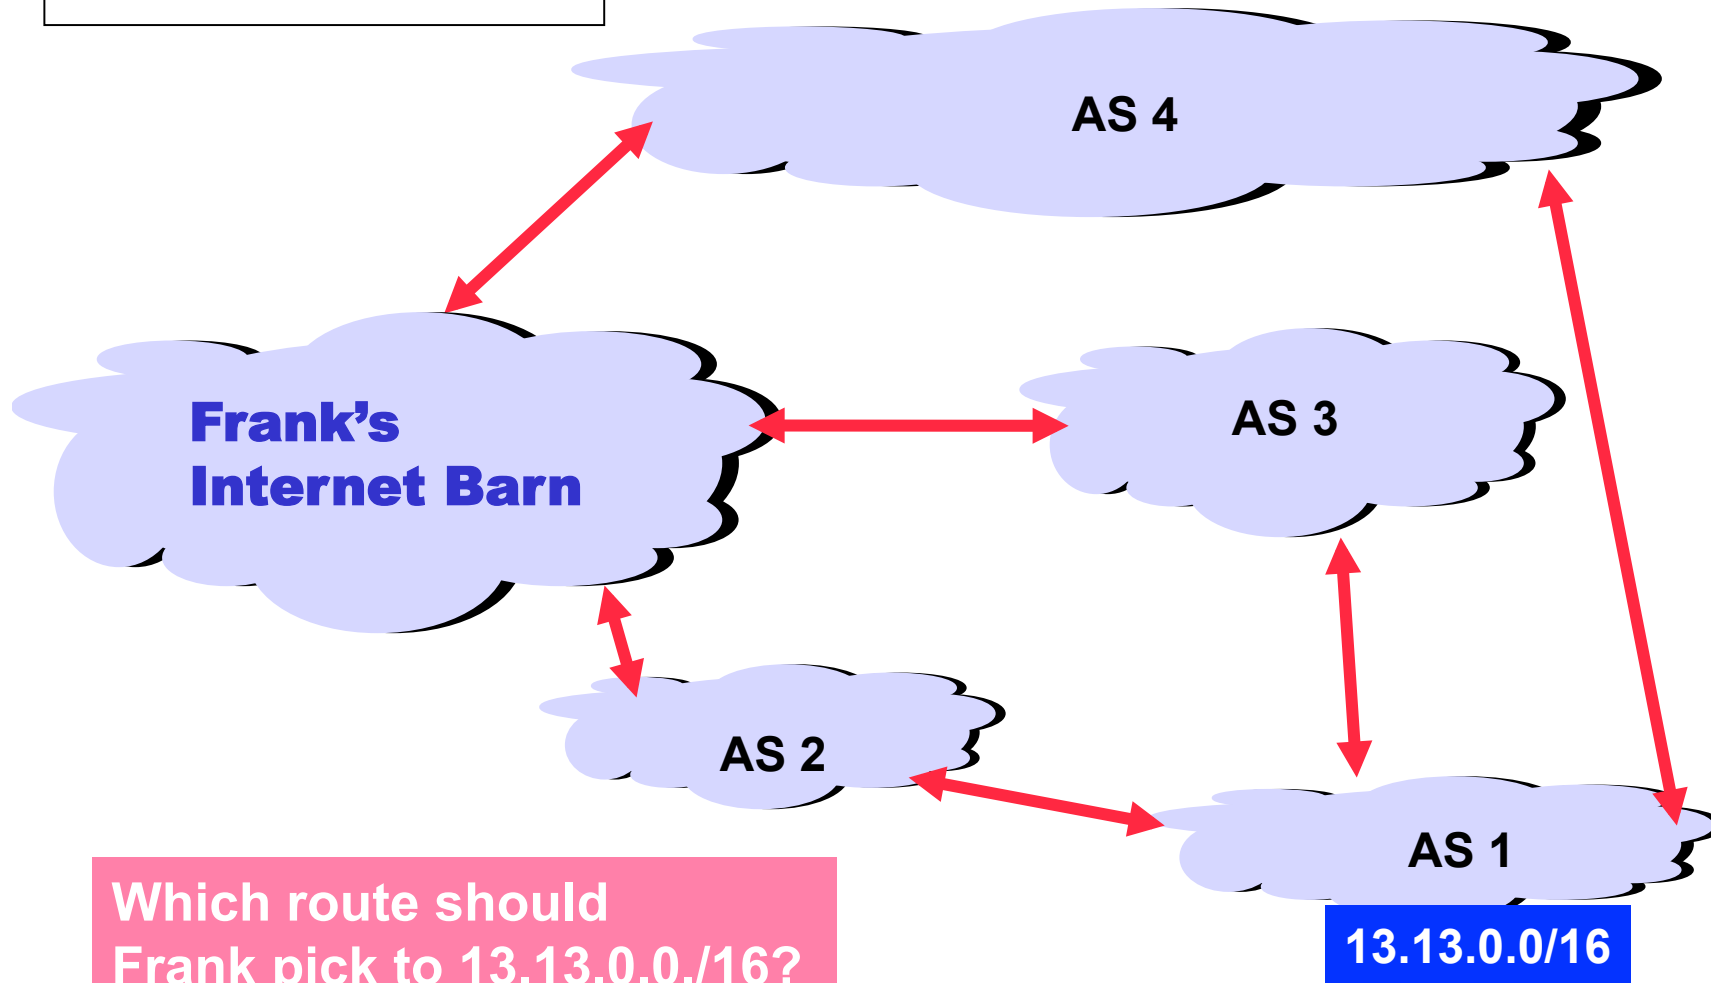 AS 4
Frank’s
Internet Barn
AS 3
AS 2
AS 1
Which route should
Frank pick to 13.13.0.0./16?
13.13.0.0/16